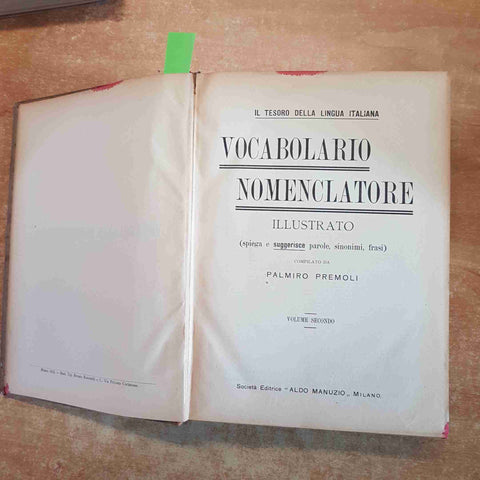 IL TESORO DELLA LINGUA ITALIANA
VOCABOLARIO
NOMENCLATORE
ILLUSTRATO
(spiega e suggerisce parole, sinonimi, frasi)
COMPILATO DA
PALMIRO PREMOLI
VOLUME SECONDO
Società Editrice "ALDO MANUZIO„ MILANO.